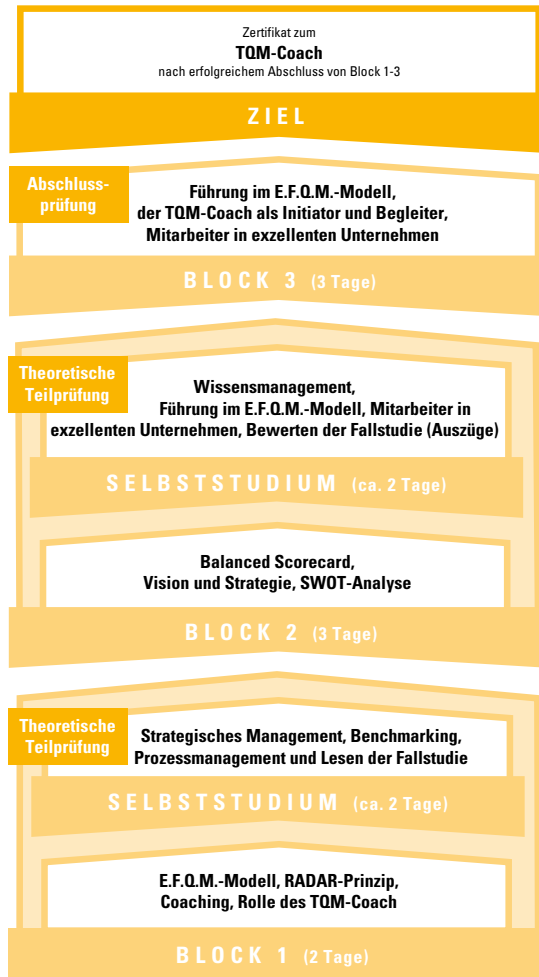 Zertifikat zum
TQM-Coach
nach erfolgreichem Abschluss von Block 1-3
ZIEL
Abschluss-
prüfung
Führung im E.F.Q.M.-Modell,
der TQM-Coach als Initiator und Begleiter,
Mitarbeiter in exzellenten Unternehmen
BLOCK 3 (3 Tage)
Theoretische
Teilprüfung
Wissensmanagement,
Führung im E.F.Q.M.-Modell, Mitarbeiter in
exzellenten Unternehmen, Bewerten der Fallstudie (Auszüge)
SELBSTSTUDIUM (ca. 2 Tage)
Balanced Scorecard,
Vision und Strategie, SWOT-Analyse
BLOCK 2 (3 Tage)
Theoretische
Teilprüfung
Strategisches Management, Benchmarking,
Prozessmanagement und Lesen der Fallstudie
SELBSTSTUDIUM (ca. 2 Tage)
E.F.Q.M.-Modell, RADAR-Prinzip,
Coaching, Rolle des TQM-Coach
BLOCK 1 (2 Tage)